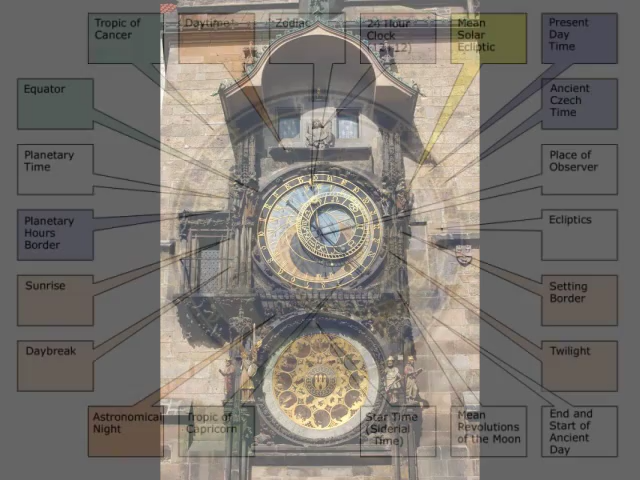 Tropic of
Cancer
Daytime
Zodiac
24 Hour
Clock
Mean
Solar
Ecliptic
Present
Day
Time
Equator
Ancient
Czech
Time
Planetary
Time
Place of
Observer
Planetary
Hours
Border
Ecliptics
Sunrise
Setting
Border
Daybreak
Twilight
Astronomical
Night
Tropic of
Capricorn
Star Time
(Siderial
Time)
Mean
Revolutions
of the Moon
End and
Start of
Ancient
Day